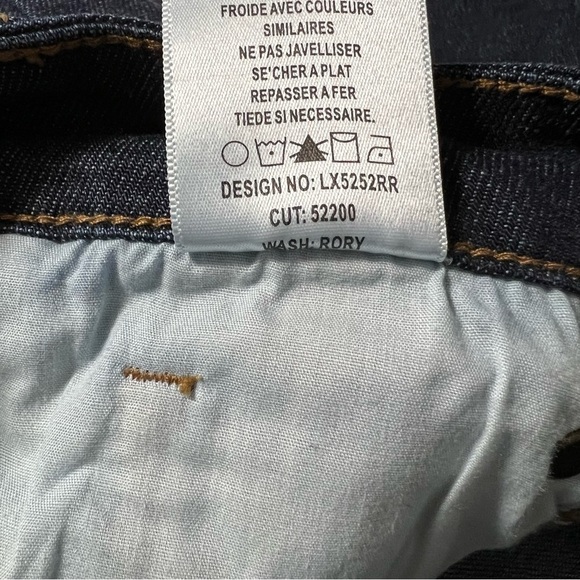 FROIDE AVEC COULEURS
SIMILAIRES
NE PAS JAVELLISER
SE'CHER A PLAT
REPASSER A FER
TIEDE SI NECESSAIRE.
DESIGN NO: LX5252RR
CUT: 52200
WASH: RORY